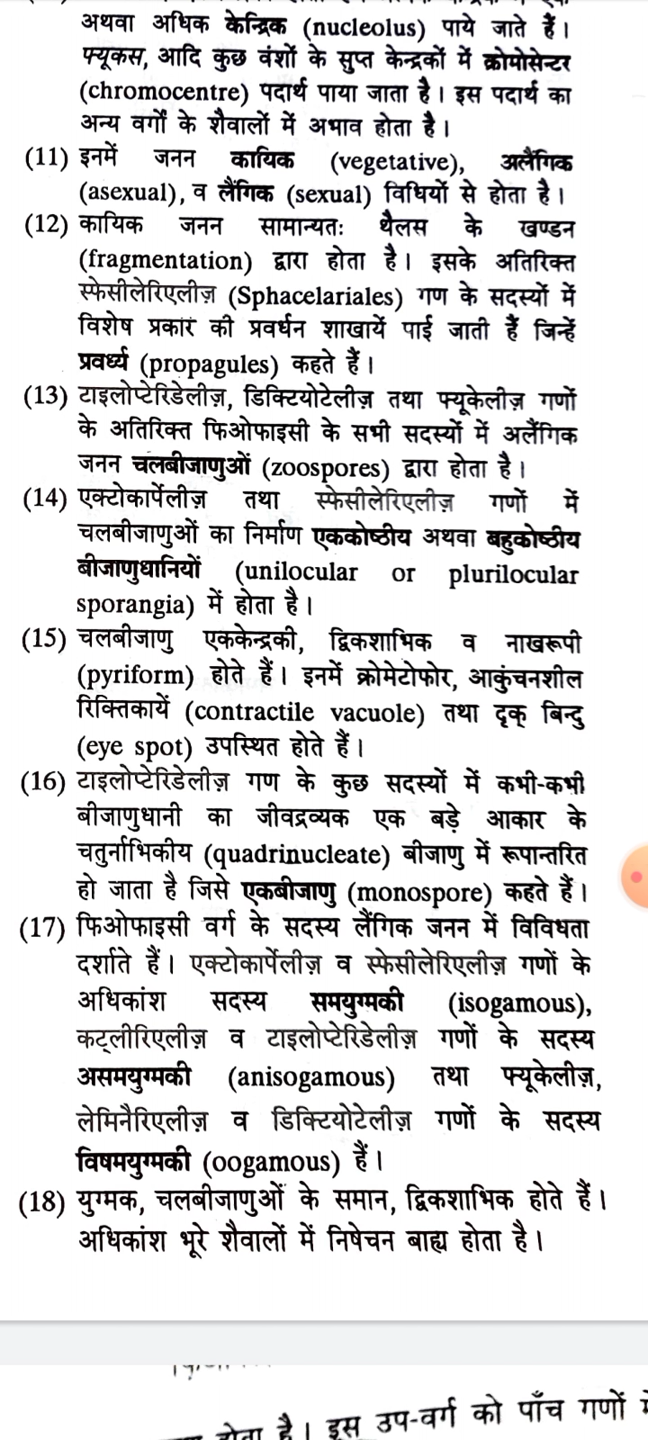 अथवा अधिक केन्द्रिक (nucleolus) पाये जाते हैं।
फ्यूकस, आदि कुछ वंशों के सुप्त केन्द्रकों में क्रोमोसेन्टर
(chromocentre) पदार्थ पाया जाता है। इस पदार्थ का
अन्य वर्गों के शैवालों में अभाव होता है।
(11) इनमें जनन कायिक (vegetative), अलैंगिक
(asexual), व लैंगिक (sexual) विधियों से होता है।
(12) कायिक जनन सामान्यतः थैलस के खण्डन
(fragmentation) द्वारा होता है। इसके अतिरिक्त
स्फेसीलेरिएलीज़ (Sphacelariales) गण के सदस्यों में
विशेष प्रकार की प्रवर्धन शाखायें पाई जाती हैं जिन्हें
प्रवर्ध्य (propagules) कहते हैं।
(13) टाइलोप्टेरिडेलीज़, डिक्टियोटेलीज़ तथा फ्यूकेलीज़ गणों
के अतिरिक्त फिओफाइसी के सभी सदस्यों में अलैंगिक
जनन चलबीजाणुओं (zoospores) द्वारा होता है।
(14) एक्टोकार्पेलीज़ तथा स्फेसीलेरिएलीज़ गणों में
चलबीजाणुओं का निर्माण एककोष्ठीय अथवा बहुकोष्ठीय
बीजाणुधानियों (unilocular or plurilocular
sporangia) में होता है।
(15) चलबीजाणु एककेन्द्रकी, द्विकशाभिक व नाखरूपी
(pyriform) होते हैं। इनमें क्रोमेटोफोर, आकुंचनशील
रिक्तिकायें (contractile vacuole) तथा दृक् बिन्दु
(eye spot) उपस्थित होते हैं।
(16) टाइलोप्टेरिडेलीज़ गण के कुछ सदस्यों में कभी-कभी
बीजाणुधानी का जीवद्रव्यक एक बड़े आकार के
चतुर्नाभिकीय (quadrinucleate) बीजाणु में रूपान्तरित
हो जाता है जिसे एकबीजाणु (monospore) कहते हैं।
(17) फिओफाइसी वर्ग के सदस्य लैंगिक जनन में विविधता
दर्शाते हैं। एक्टोकार्पेलीज़ व स्फेसीलेरिएलीज़ गणों के
अधिकांश सदस्य समयुग्मकी (isogamous),
कट्लीरिएलीज़ व टाइलोप्टेरिडेलीज़ गणों के सदस्य
असमयुग्मकी (anisogamous) तथा फ्यूकेलीज़,
लेमिनैरिएलीज़ व डिक्टियोटेलीज़ गणों के सदस्य
विषमयुग्मकी (oogamous) हैं।
(18) युग्मक, चलबीजाणुओं के समान, द्विकशाभिक होते हैं।
अधिकांश भूरे शैवालों में निषेचन बाह्य होता है।
होता है। इस उप-वर्ग को पाँच गणों